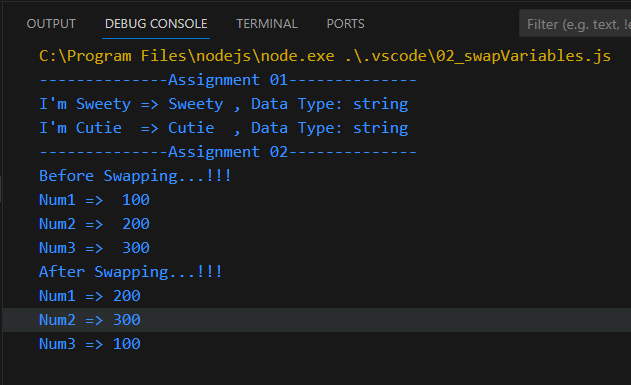 OUTPUT DEBUG CONSOLE TERMINAL PORTS Filter (e.g. text, !e
C:\Program Files\nodejs\node.exe .\.vscode\02_swapVariables.js
--------------Assignment 01--------------
I'm Sweety => Sweety , Data Type: string
I'm Cutie  => Cutie  , Data Type: string
--------------Assignment 02--------------
Before Swapping...!!!
Num1 =>  100
Num2 =>  200
Num3 =>  300
After Swapping...!!!
Num1 => 200
Num2 => 300
Num3 => 100